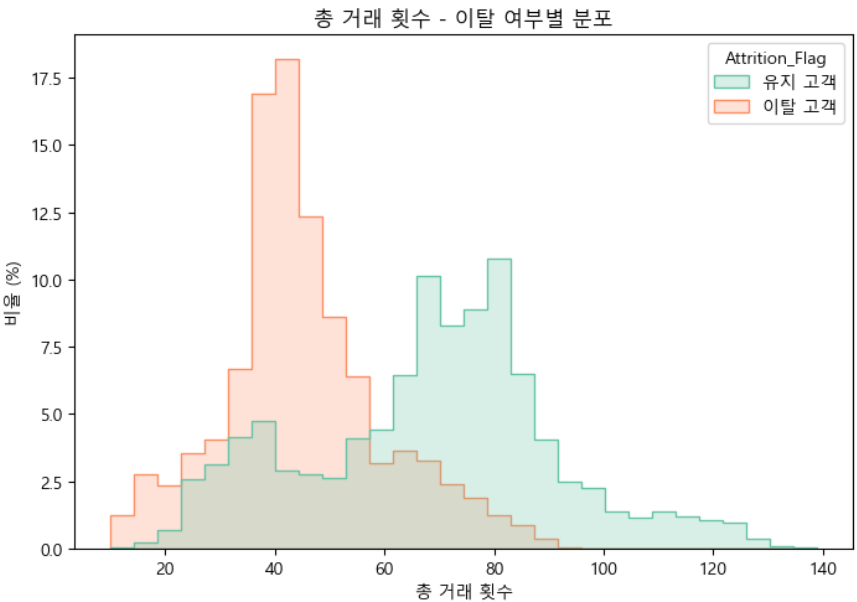 총 거래 횟수 - 이탈 여부별 분포
Attrition_Flag
유지 고객
이탈 고객
비율 (%)
17.5
15.0
12.5
10.0
7.5
5.0
2.5
0.0
20
40
60
80
100
120
140
총 거래 횟수